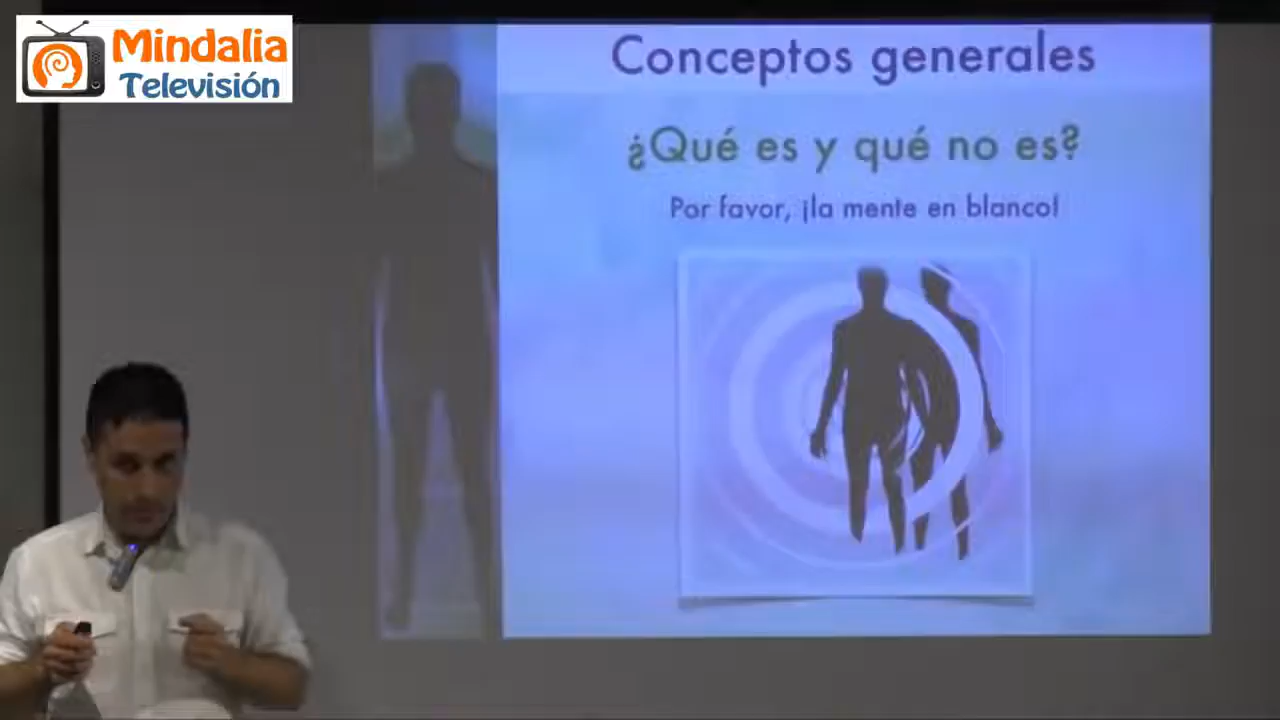 Mindalia
Televisión
Conceptos generales
¿Qué es y qué no es?
Por favor, ¡la mente en blanco!